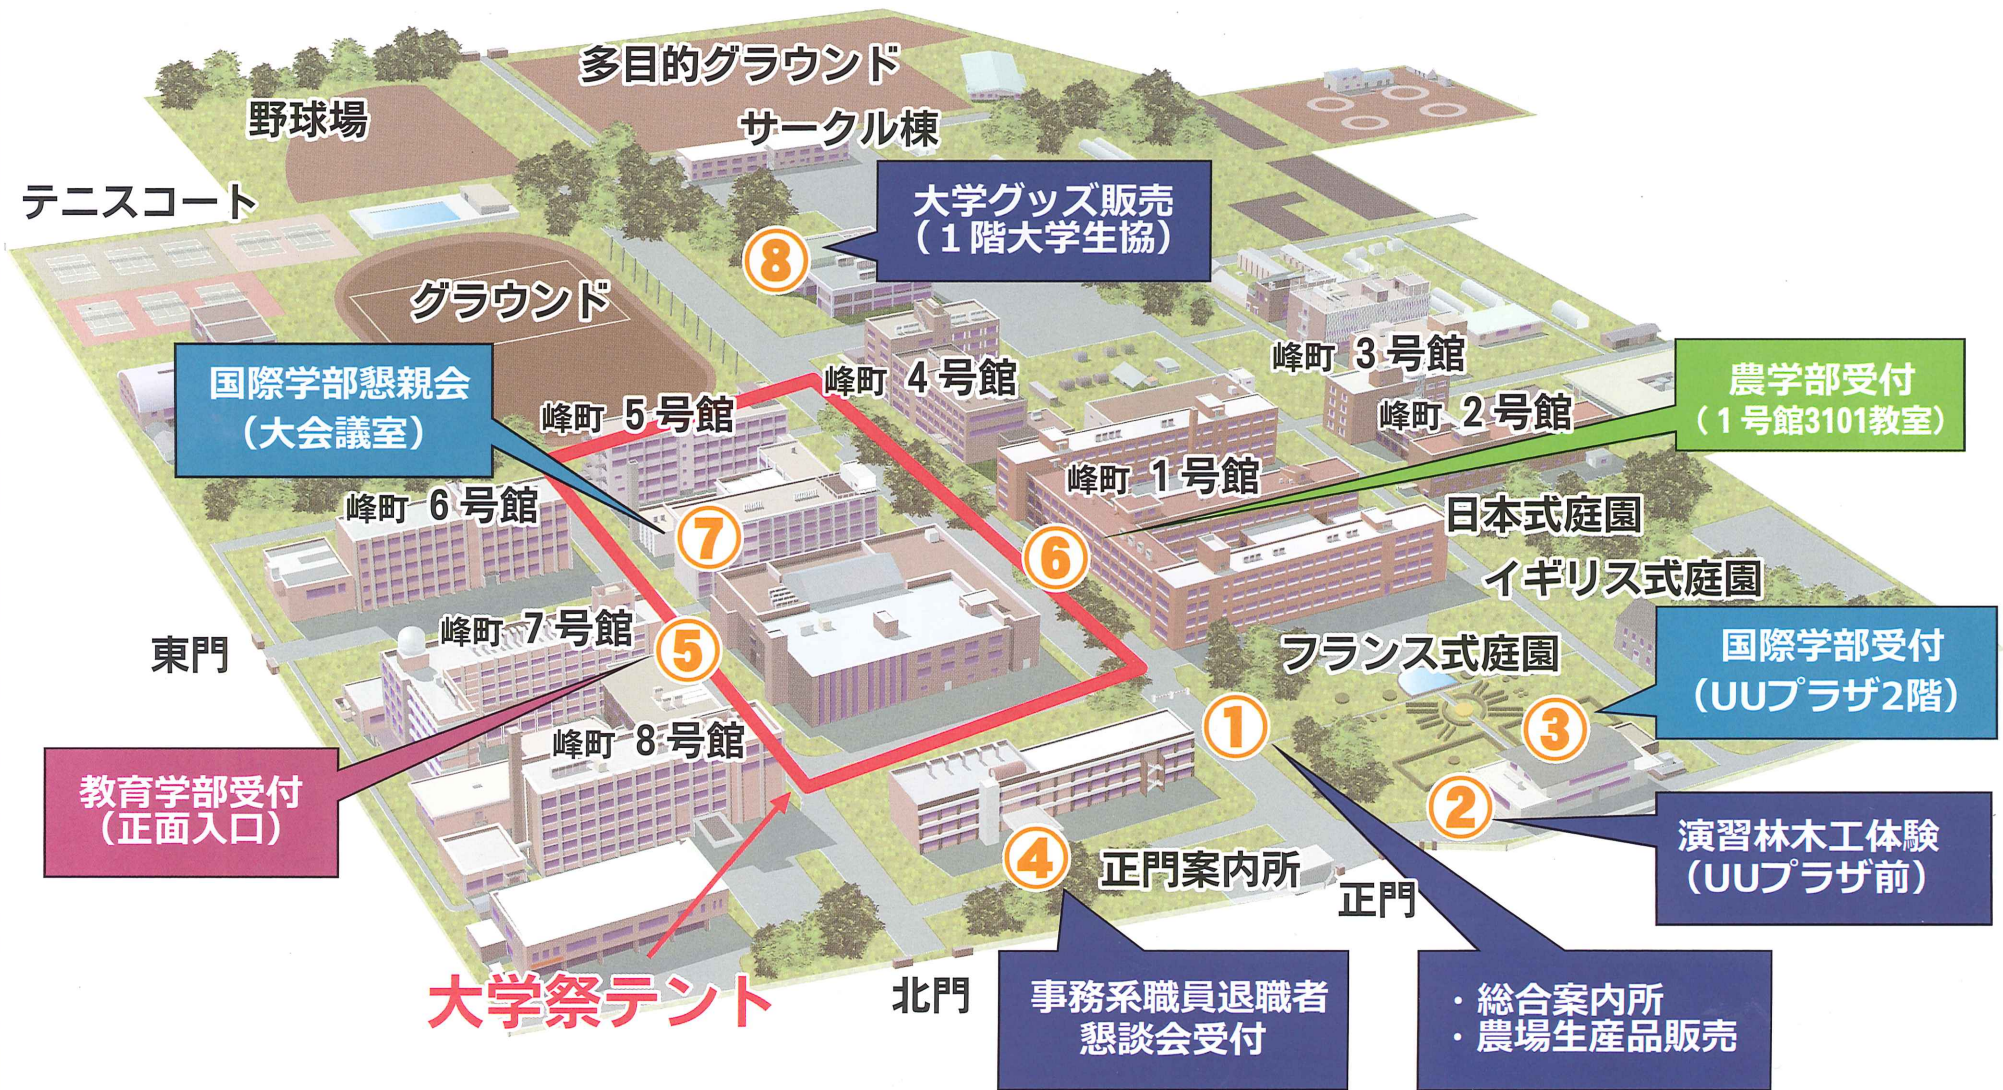 多目的グラウンド
野球場
サークル棟
テニスコート
大学グッズ販売
（１階大学生協）
⑧
グラウンド
国際学部懇親会
（大会議室）
峰町 ３号館
農学部受付
（１号館3101教室）
峰町 ４号館
峰町 ５号館
峰町 ２号館
峰町 １号館
峰町 ６号館
日本式庭園
⑦
⑥
イギリス式庭園
東門
峰町 ７号館
⑤
フランス式庭園
国際学部受付
（UUプラザ2階）
①
③
峰町 ８号館
教育学部受付
（正面入口）
②
演習林木工体験
（UUプラザ前）
④
正門案内所
正門
大学祭テント
北門
事務系職員退職者
懇談会受付
・総合案内所
・農場生産品販売